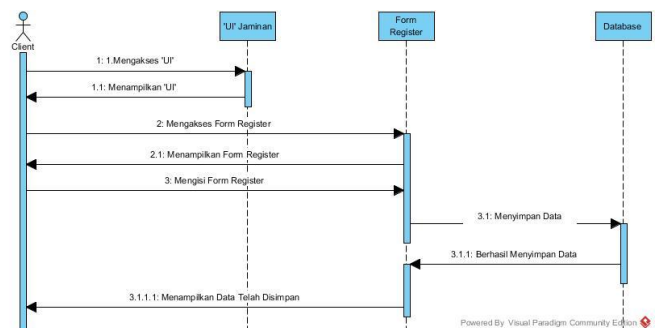 Client
'UI' Jaminan
Form
Register
Database
1: 1.Mengakses 'UI'
1.1: Menampilkan 'UI'
2: Mengakses Form Register
2.1: Menampilkan Form Register
3: Mengisi Form Register
3.1: Menyimpan Data
3.1.1: Berhasil Menyimpan Data
3.1.1.1: Menampilkan Data Telah Disimpan
Powered By Visual Paradigm Community Edition